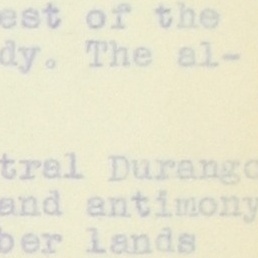 est of the
dy. The al-
tral Durango
and antimony
ber lands